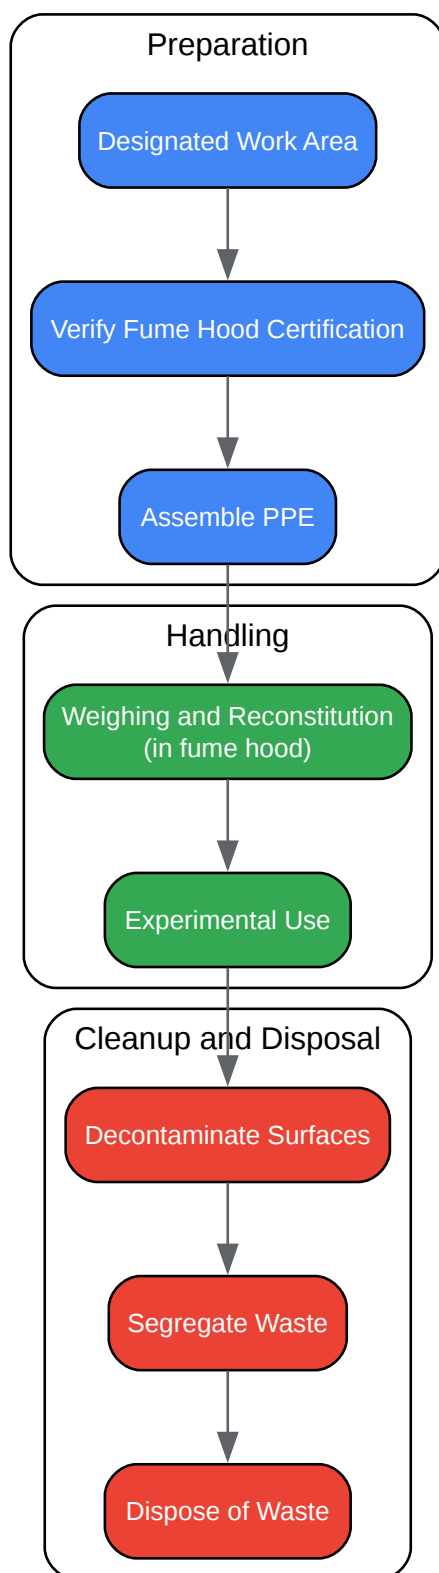 Preparation
Designated Work Area
Verify Fume Hood Certification
Assemble PPE
Handling
Weighing and Reconstitution
(in fume hood)
Experimental Use
Cleanup and Disposal
Decontaminate Surfaces
Segregate Waste
Dispose of Waste